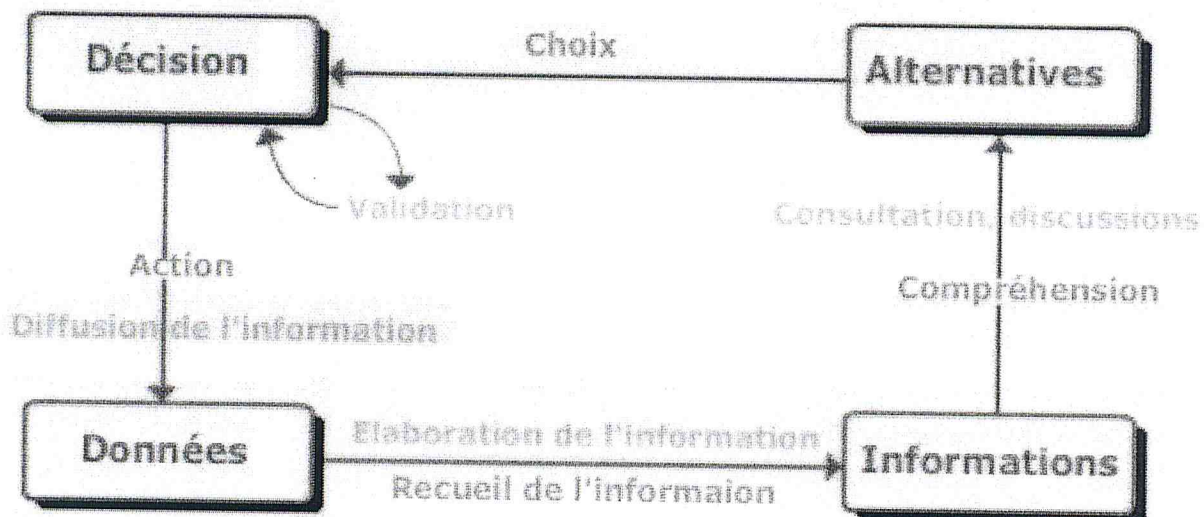 Décision
Choix
Alternatives
Validation
Consultation, discussions
Action
Compréhension
Diffusion de l'information
Données
Elaboration de l'information
Informations
Recueil de l'informaion